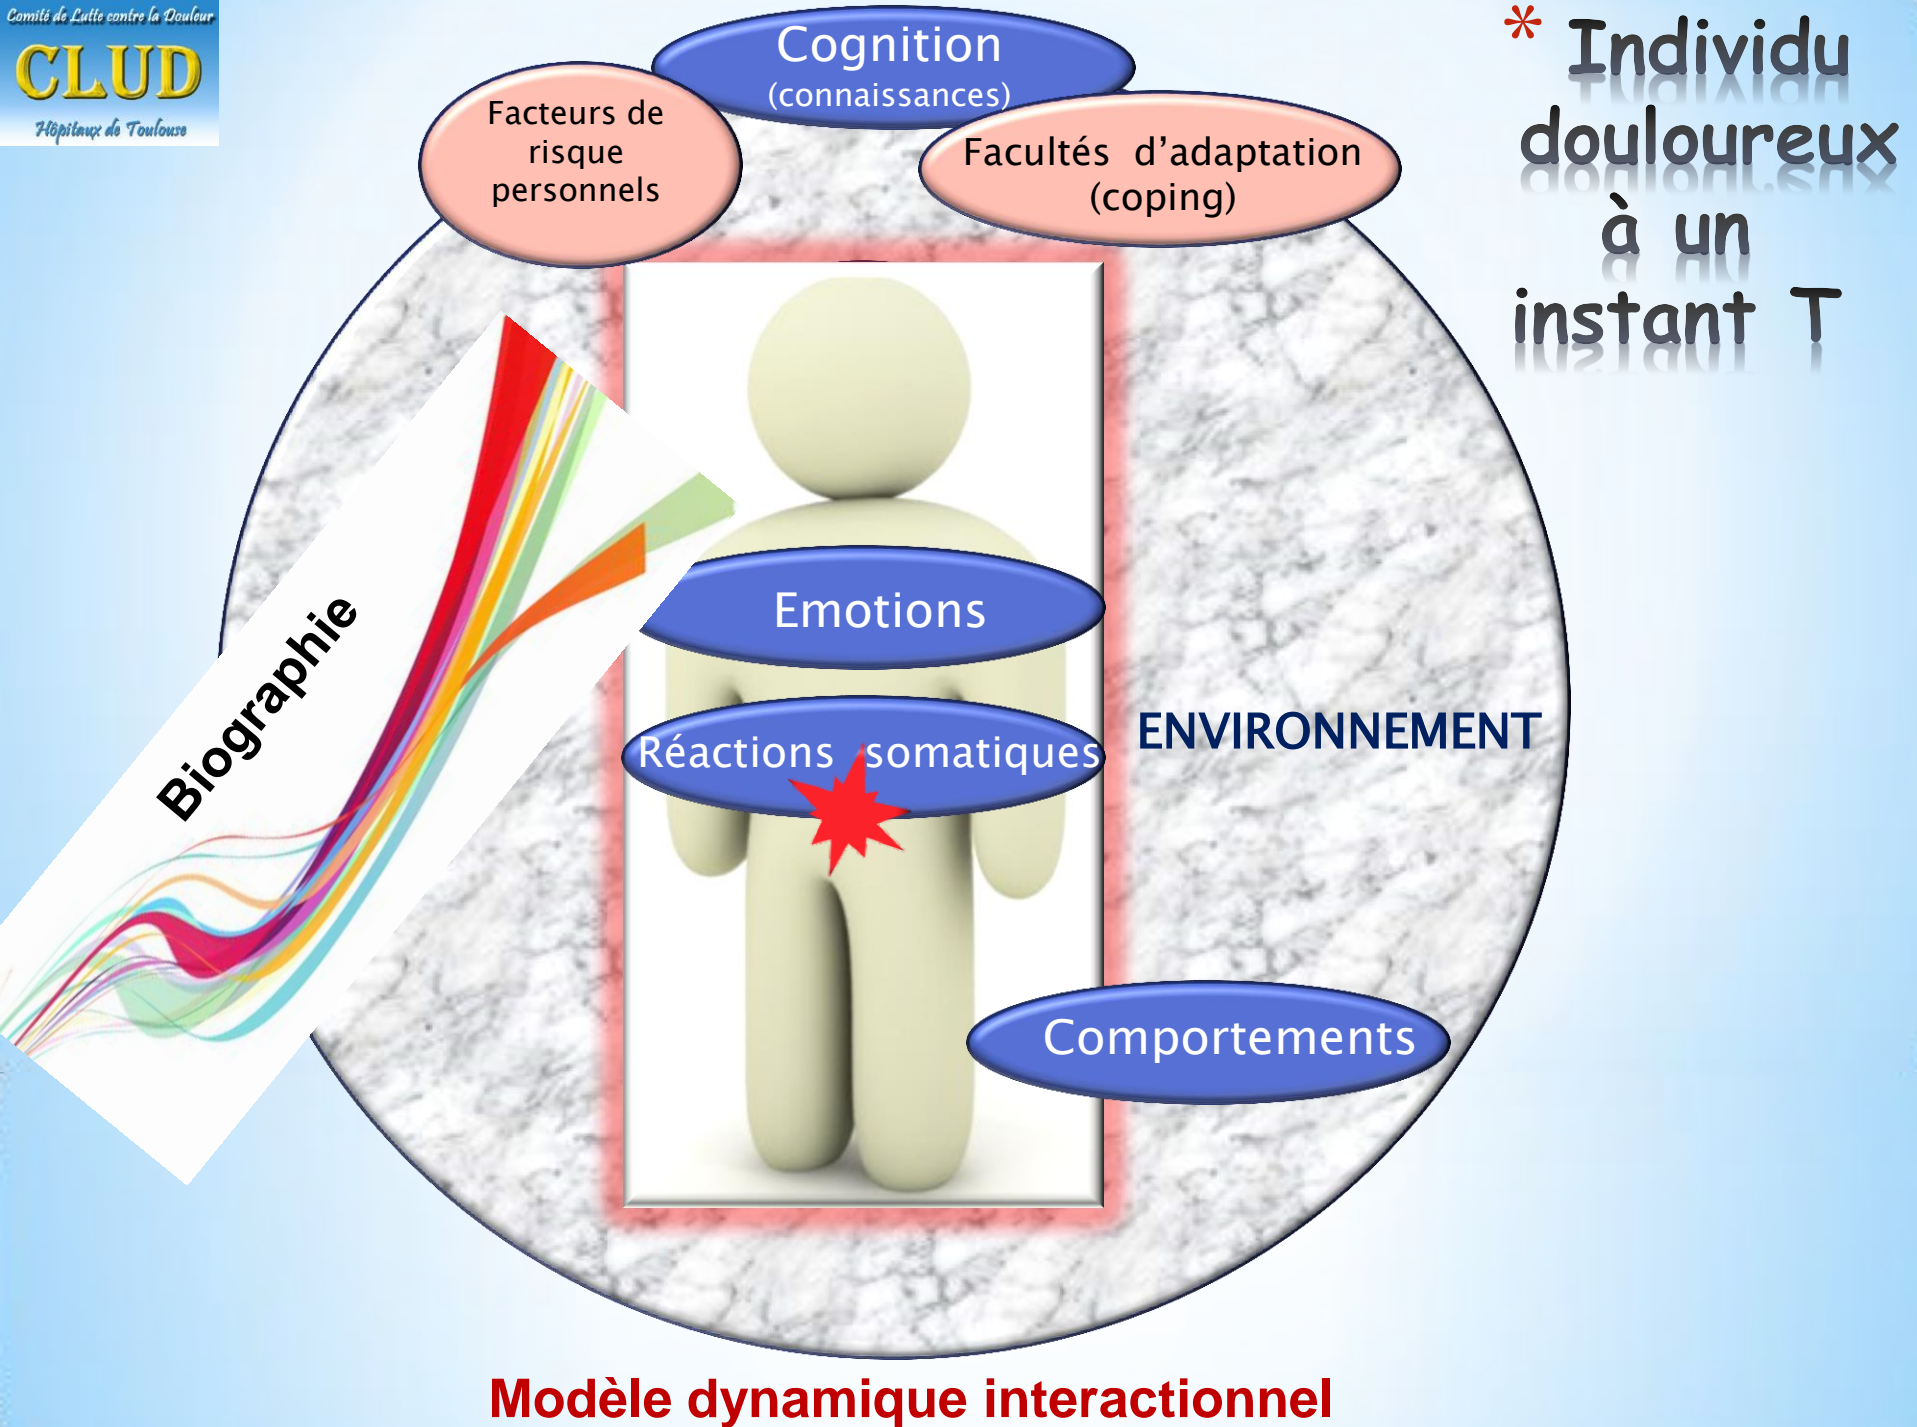 Comité de Lutte contre la Douleur
CLUD
Hôpitaux de Toulouse
* Individu
douloureux
à un
instant T
Cognition
(connaissances)
Facteurs de
risque
personnels
Facultés d’adaptation
(coping)
Biographie
Emotions
Réactions somatiques
ENVIRONNEMENT
Comportements
Modèle dynamique interactionnel